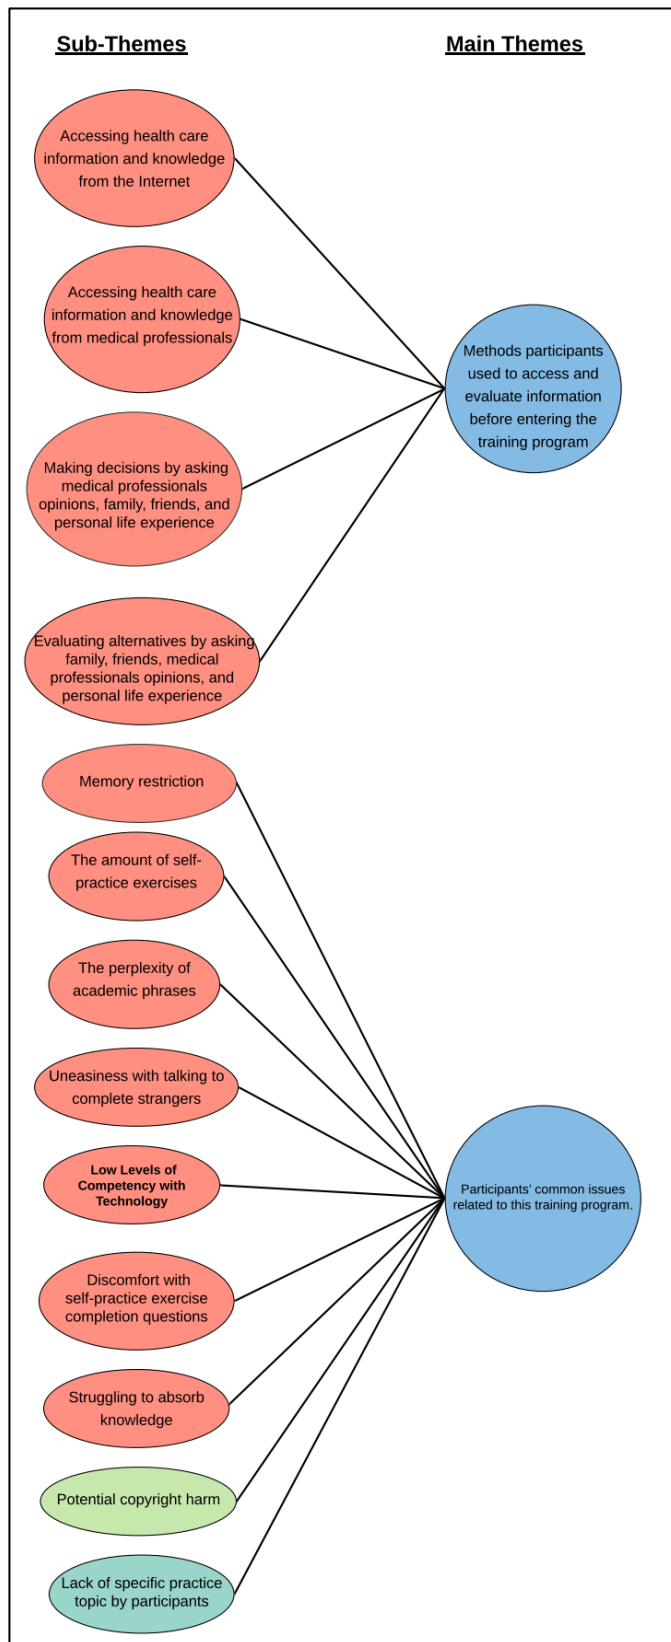 Sub-Themes
Main Themes
Accessing health care
information and knowledge
from the Internet
Accessing health care
information and knowledge
from medical professionals
Methods participants
used to access and
evaluate information
before entering the
training program
Making decisions by asking
medical professionals
opinions, family, friends, and
personal life experience
Evaluating alternatives by asking
family, friends, medical
professionals opinions, and
personal life experience
Memory restriction
The amount of self-
practice exercises
The perplexity of
academic phrases
Uneasiness with talking to
complete strangers
Low Levels of
Competency with
Technology
Participants' common issues
related to this training program.
Discomfort with
self-practice exercise
completion questions
Struggling to absorb
knowledge
Potential copyright harm
Lack of specific practice
topic by participants